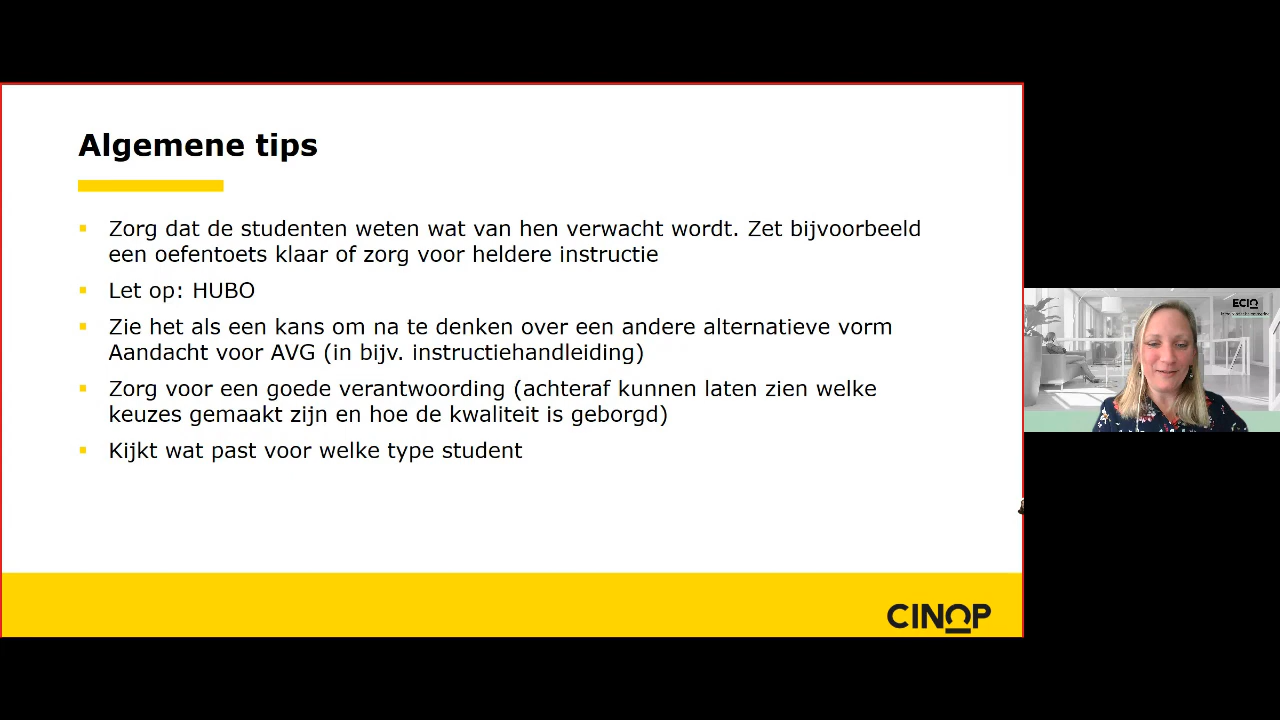 Algemene tips
Zorg dat de studenten weten wat van hen verwacht wordt. Zet bijvoorbeeld
een oefentoets klaar of zorg voor heldere instructie
Let op: HUBO
Zie het als een kans om na te denken over een andere alternatieve vorm
Aandacht voor AVG (in bijv. instructiehandleiding)
Zorg voor een goede verantwoording (achteraf kunnen laten zien welke
keuzes gemaakt zijn en hoe de kwaliteit is geborgd)
Kijkt wat past voor welke type student
CINOP
ECIO